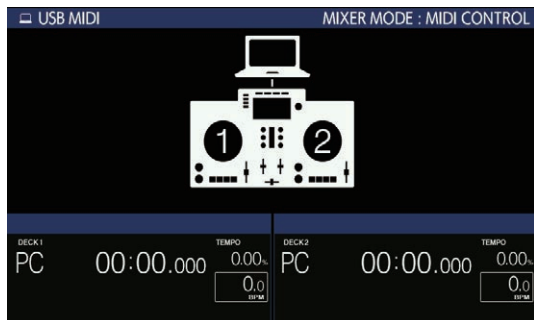 USB MIDI
MIXER MODE : MIDI CONTROL
1
2
DECK1
PC
00:00.000
TEMPO
0.00%
0.0
BPM
DECK2
PC
00:00.000
TEMPO
0.00%
0.0
BPM